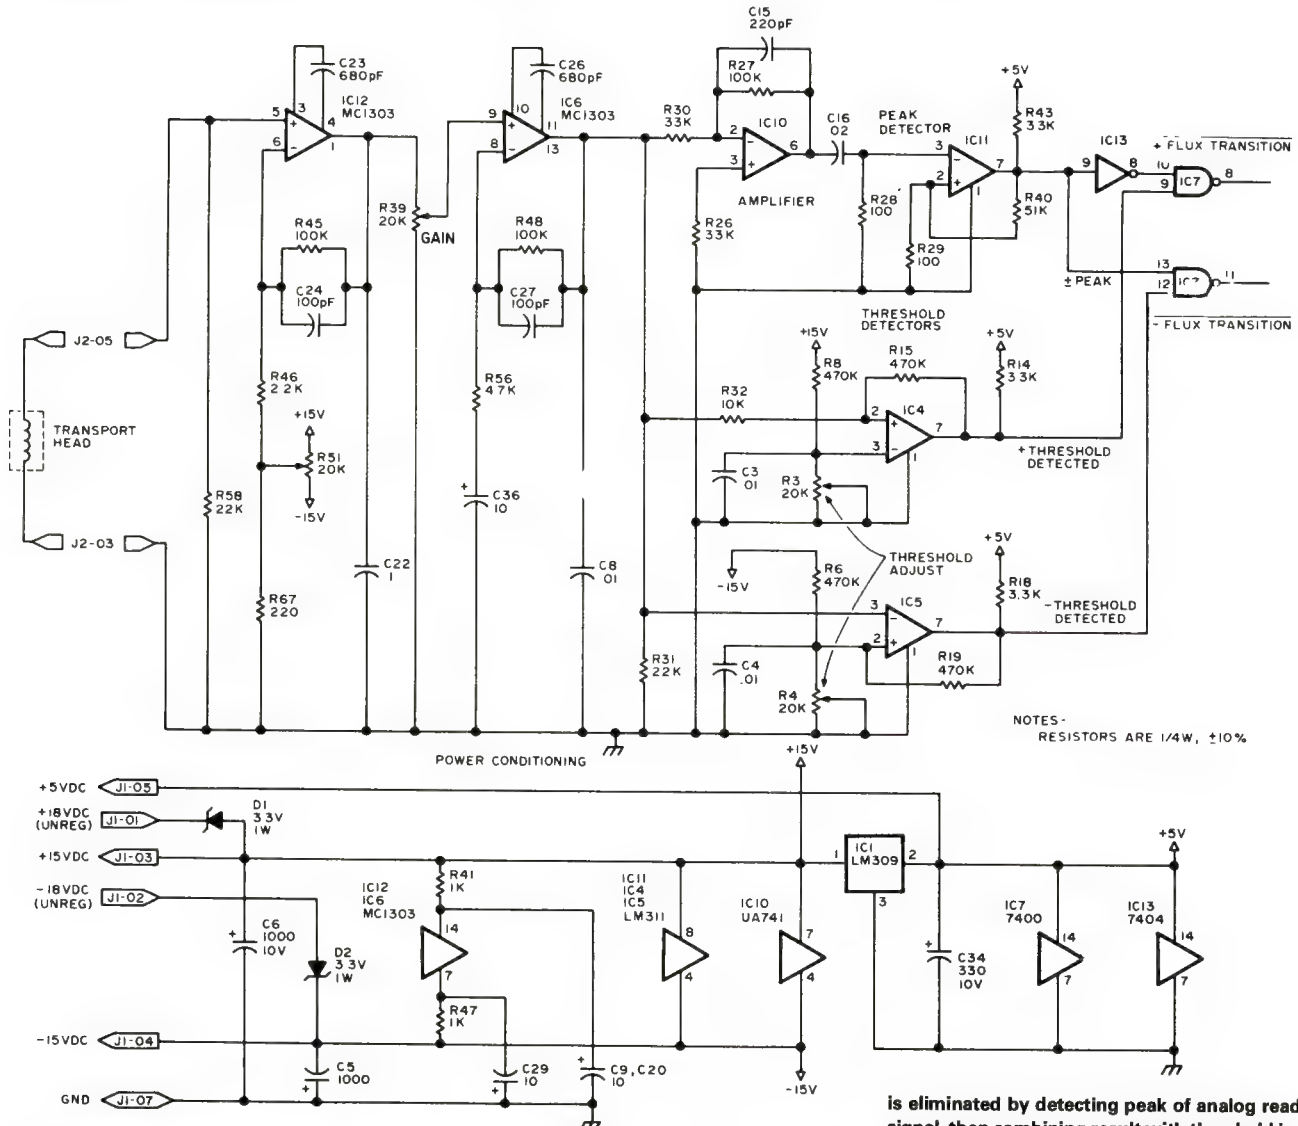 C15
220pF
C23
680pF
C26
680pF
R27
100K
+5V
IC12
MC1303
IC6
MC1303
R30
33K
IC10
C16
02
PEAK
DETECTOR
R43
3.3K
IC11
IC13
+ FLUX TRANSITION
5
3
4
1
6
+
-
9
10
11
13
8
+
-
2
3
6
-
+
3
2
7
1
-
+
9
8
10
9
IC7
8
AMPLIFIER
R39
20K
GAIN
R26
33K
R28
100
R29
100
R40
51K
R45
100K
C24
100pF
R48
100K
C27
100pF
±PEAK
13
12
11
- FLUX TRANSITION
THRESHOLD
DETECTORS
J2-05
+15V
R8
470K
R15
470K
+5V
R14
3.3K
R46
2.2K
R56
4.7K
R32
10K
IC4
2
3
7
1
+
-
TRANSPORT
HEAD
+15V
R51
20K
-15V
+THRESHOLD
DETECTED
C3
.01
R3
20K
R58
22K
+
C36
10
J2-03
THRESHOLD
ADJUST
+5V
-15V
R6
470K
C22
1
C8
.01
R18
3.3K
R67
220
IC5
3
2
7
1
-
+
-THRESHOLD
DETECTED
R31
22K
C4
.01
R19
470K
R4
20K
NOTES-
RESISTORS ARE 1/4W, ±10%
POWER CONDITIONING
+15V
+5VDC
J1-05
+18VDC
(UNREG)
J1-01
D1
3.3V
1W
+5V
+15VDC
J1-03
1
IC1
LM309
2
3
-18VDC
(UNREG)
J1-02
R41
1K
IC12
IC6
MC1303
14
7
IC11
IC4
IC5
LM311
8
4
IC10
UA741
7
4
IC7
7400
14
7
IC13
7404
14
7
+
C6
1000
10V
D2
3.3V
1W
+
C34
330
10V
R47
1K
-15VDC
J1-04
C5
1000
+
C29
10
+
+
C9, C20
10
-15V
GND
J1-07
is eliminated by detecting peak of analog read